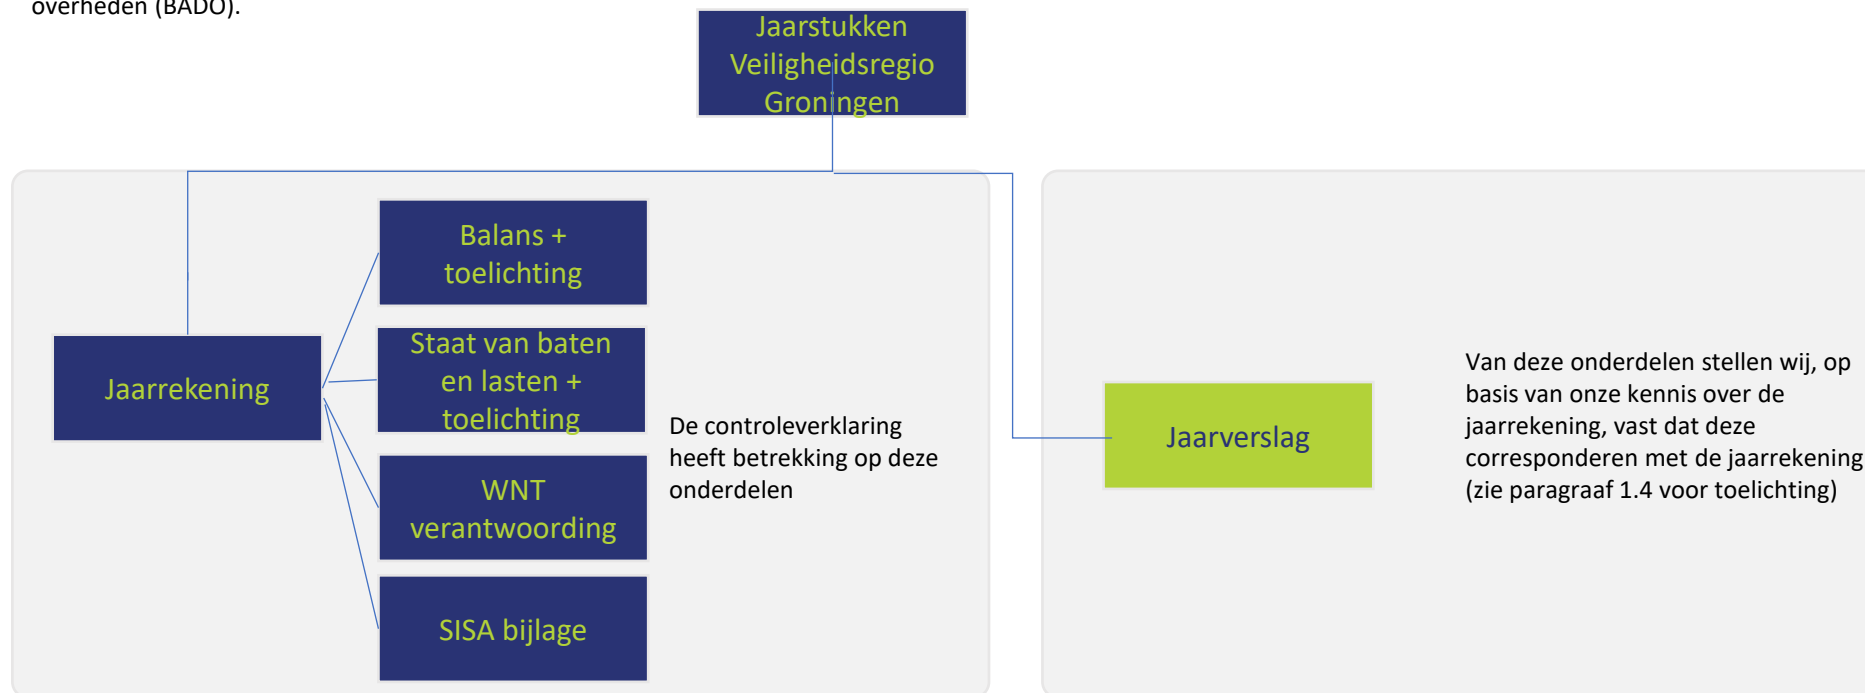 overheden (BADO).
Jaarstukken
Veiligheidsregio
Groningen
Balans +
toelichting
Staat van baten
en lasten +
toelichting
Jaarrekening
De controleverklaring
heeft betrekking op deze
onderdelen
WNT
verantwoording
SISA bijlage
Jaarverslag
Van deze onderdelen stellen wij, op
basis van onze kennis over de
jaarrekening, vast dat deze
corresponderen met de jaarrekening
(zie paragraaf 1.4 voor toelichting)